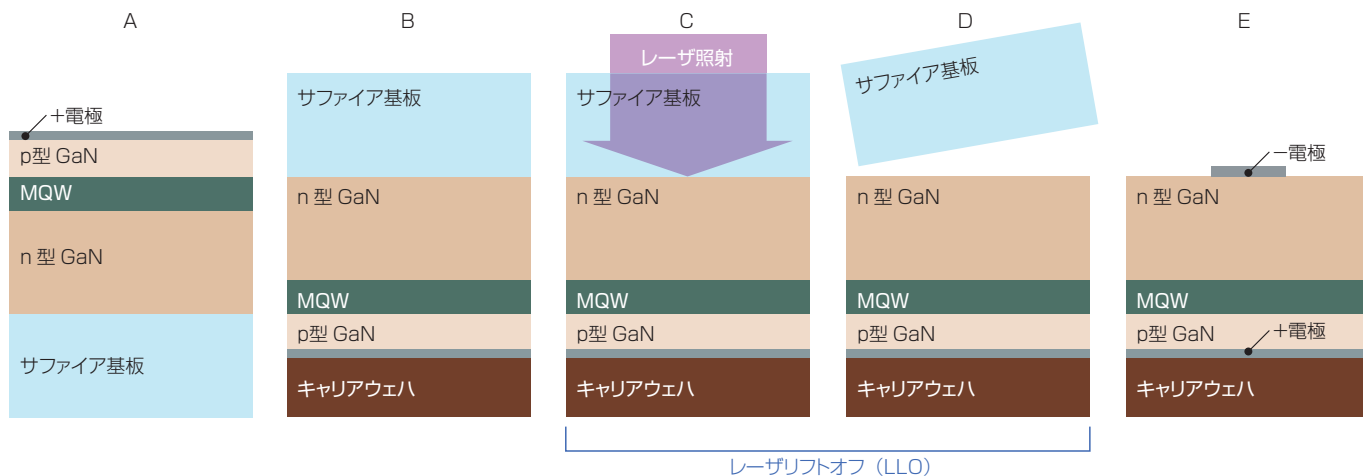 A
+電極
p型 GaN
MQW
n 型 GaN
サファイア基板
B
サファイア基板
n 型 GaN
MQW
p型 GaN
キャリアウェハ
C
レーザ照射
サファイア基板
n 型 GaN
MQW
p型 GaN
キャリアウェハ
D
サファイア基板
n 型 GaN
MQW
p型 GaN
キャリアウェハ
E
−電極
n 型 GaN
MQW
p型 GaN
+電極
キャリアウェハ
レーザリフトオフ（LLO）